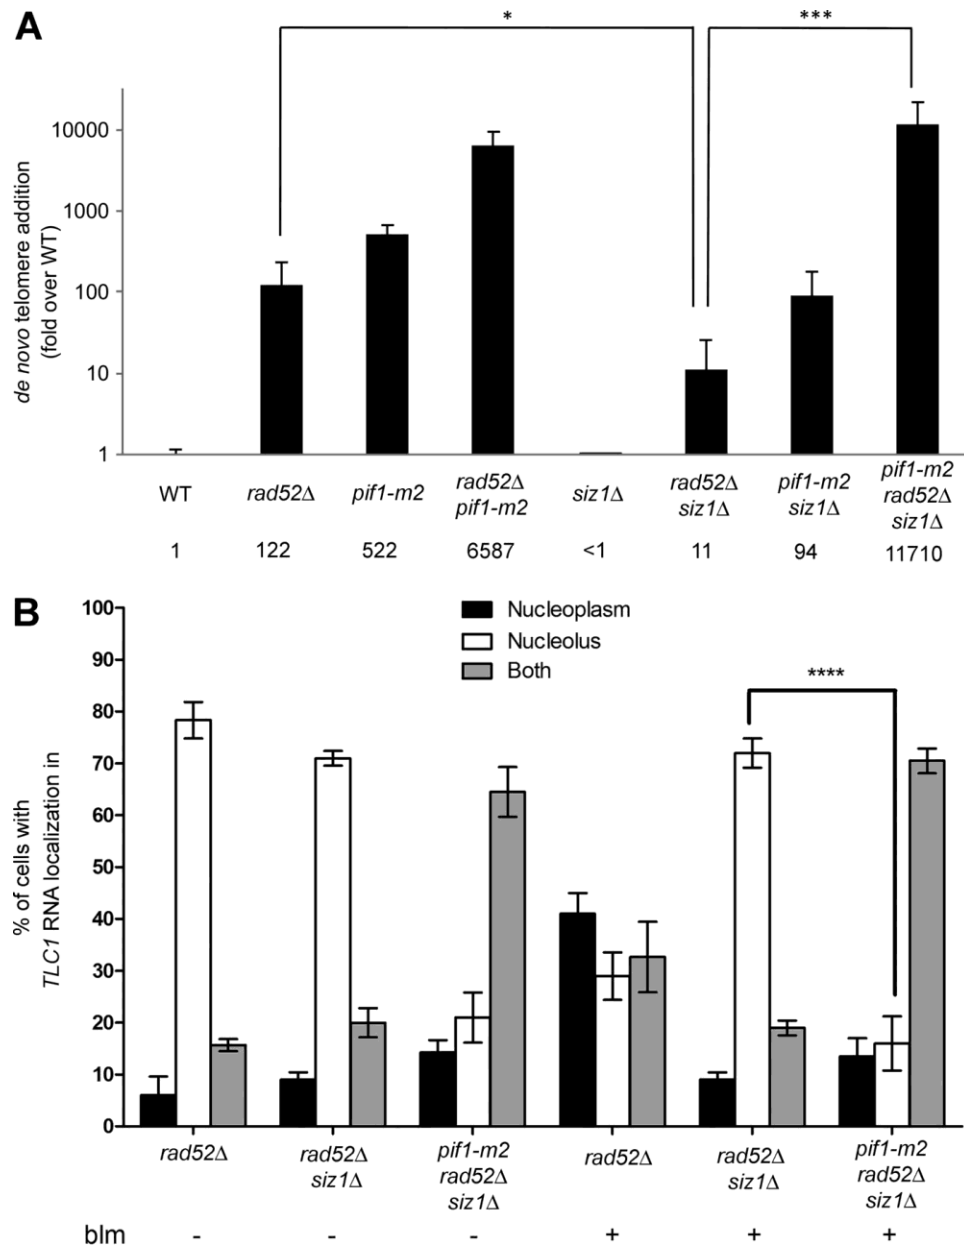 A
*
***
de novo telomere addition
(fold over WT)
10000
1000
100
10
1
WT
rad52Δ
pif1-m2
rad52Δ
pif1-m2
siz1Δ
rad52Δ
siz1Δ
pif1-m2
siz1Δ
pif1-m2
rad52Δ
siz1Δ
1
122
522
6587
<1
11
94
11710
B
% of cells with
TLC1 RNA localization in
100
90
80
70
60
50
40
30
20
10
0
Nucleoplasm
Nucleolus
Both
****
rad52Δ
rad52Δ
siz1Δ
pif1-m2
rad52Δ
siz1Δ
rad52Δ
rad52Δ
siz1Δ
pif1-m2
rad52Δ
siz1Δ
blm - - - + + +